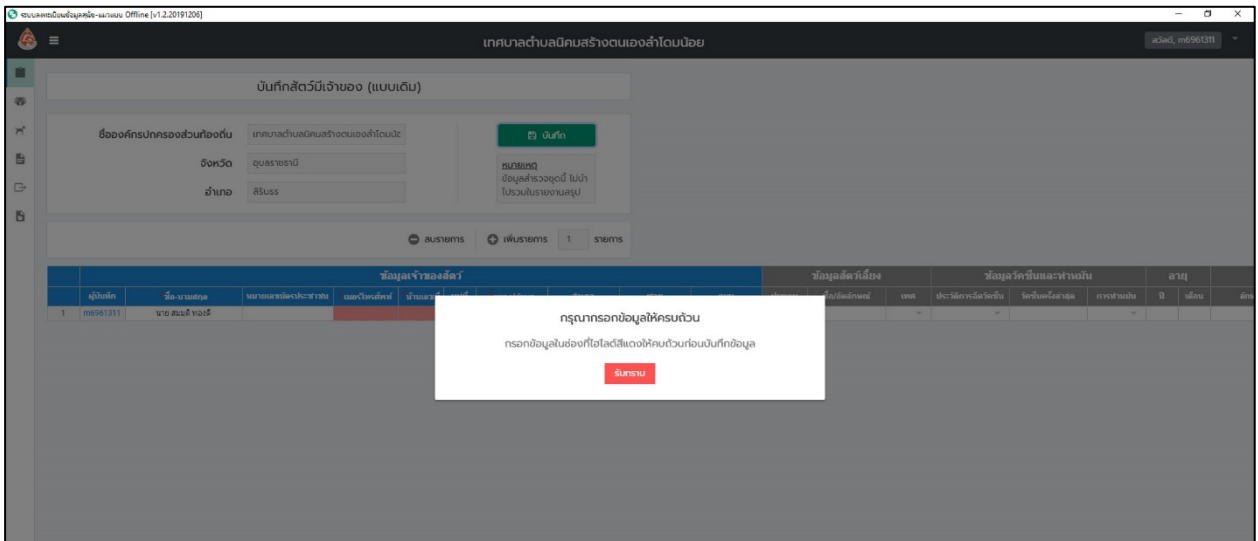 ระบบลงทะเบียนข้อมูลสุนัข-แมวแบบ Offline [v1.2.20191206]
เทศบาลตำบลนิคมสร้างตนเองลำโดมน้อย
สวัสดี, m6961311
บันทึกสัตว์มีเจ้าของ (แบบเดิม)
ชื่อองค์กรปกครองส่วนท้องถิ่น
เทศบาลตำบลนิคมสร้างตนเองลำโดมน้อ
บันทึก
จังหวัด
อุบลราชธานี
หมายเหตุ
ข้อมูลสำรวจชุดนี้ ไม่นำ
ไปรวมในรายงานสรุป
อำเภอ
สิรินธร
ลบรายการ
เพิ่มรายการ 1 รายการ
ข้อมูลเจ้าของสัตว์ ข้อมูลสัตว์เลี้ยง ข้อมูลวัคซีนและทำหมัน อายุ
ผู้บันทึก ชื่อ-นามสกุล หมายเลขบัตรประชาชน เบอร์โทรศัพท์ บ้านเลขที่ เพศ ประวัติการฉีดวัคซีน วัคซีนครั้งล่าสุด การทำหมัน ปี เดือน
1 m6961311 นาย สมมติ ทองดี
กรุณากรอกข้อมูลให้ครบถ้วน
กรอกข้อมูลในช่องที่ไฮไลต์สีแดงให้คบถ้วนก่อนบันทึกข้อมูล
รับทราบ